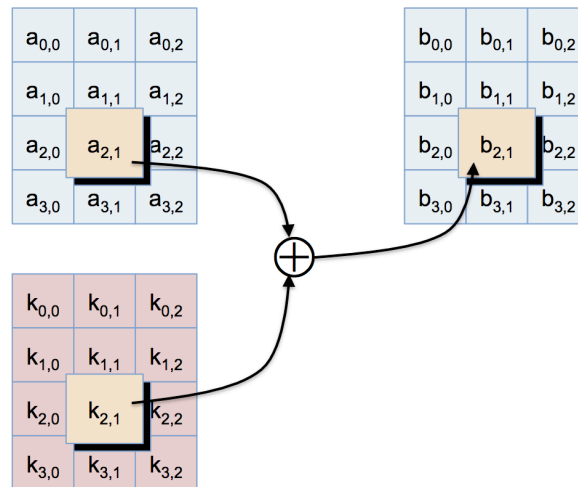 a0,0 a0,1 a0,2
a1,0 a1,1 a1,2
a2,0 a2,1 a2,2
a3,0 a3,1 a3,2
b0,0 b0,1 b0,2
b1,0 b1,1 b1,2
b2,0 b2,1 b2,2
b3,0 b3,1 b3,2
k0,0 k0,1 k0,2
k1,0 k1,1 k1,2
k2,0 k2,1 k2,2
k3,0 k3,1 k3,2